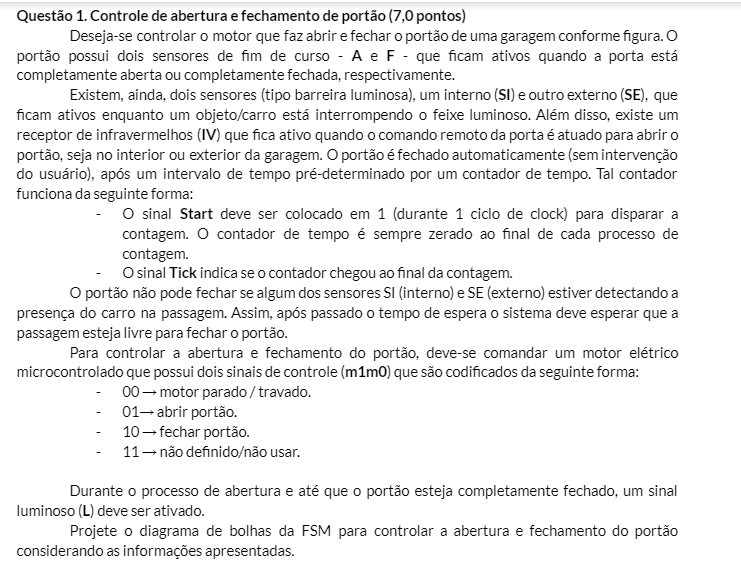 Questão 1. Controle de abertura e fechamento de portão (7,0 pontos)
Deseja-se controlar o motor que faz abrir e fechar o portão de uma garagem conforme figura. O
portão possui dois sensores de fim de curso - A e F - que ficam ativos quando a porta está
completamente aberta ou completamente fechada, respectivamente.
Existem, ainda, dois sensores (tipo barreira luminosa), um interno (SI) e outro externo (SE), que
ficam ativos enquanto um objeto/carro está interrompendo o feixe luminoso. Além disso, existe um
receptor de infravermelhos (IV) que fica ativo quando o comando remoto da porta é atuado para abrir o
portão, seja no interior ou exterior da garagem. O portão é fechado automaticamente (sem intervenção
do usuário), após um intervalo de tempo pré-determinado por um contador de tempo. Tal contador
funciona da seguinte forma:
- O sinal Start deve ser colocado em 1 (durante 1 ciclo de clock) para disparar a
contagem. O contador de tempo é sempre zerado ao final de cada processo de
contagem.
- O sinal Tick indica se o contador chegou ao final da contagem.
O portão não pode fechar se algum dos sensores SI (interno) e SE (externo) estiver detectando a
presença do carro na passagem. Assim, após passado o tempo de espera o sistema deve esperar que a
passagem esteja livre para fechar o portão.
Para controlar a abertura e fechamento do portão, deve-se comandar um motor elétrico
microcontrolado que possui dois sinais de controle (m1m0) que são codificados da seguinte forma:
- 00 → motor parado / travado.
- 01→ abrir portão.
- 10 → fechar portão.
- 11 → não definido/não usar.
Durante o processo de abertura e até que o portão esteja completamente fechado, um sinal
luminoso (L) deve ser ativado.
Projete o diagrama de bolhas da FSM para controlar a abertura e fechamento do portão
considerando as informações apresentadas.